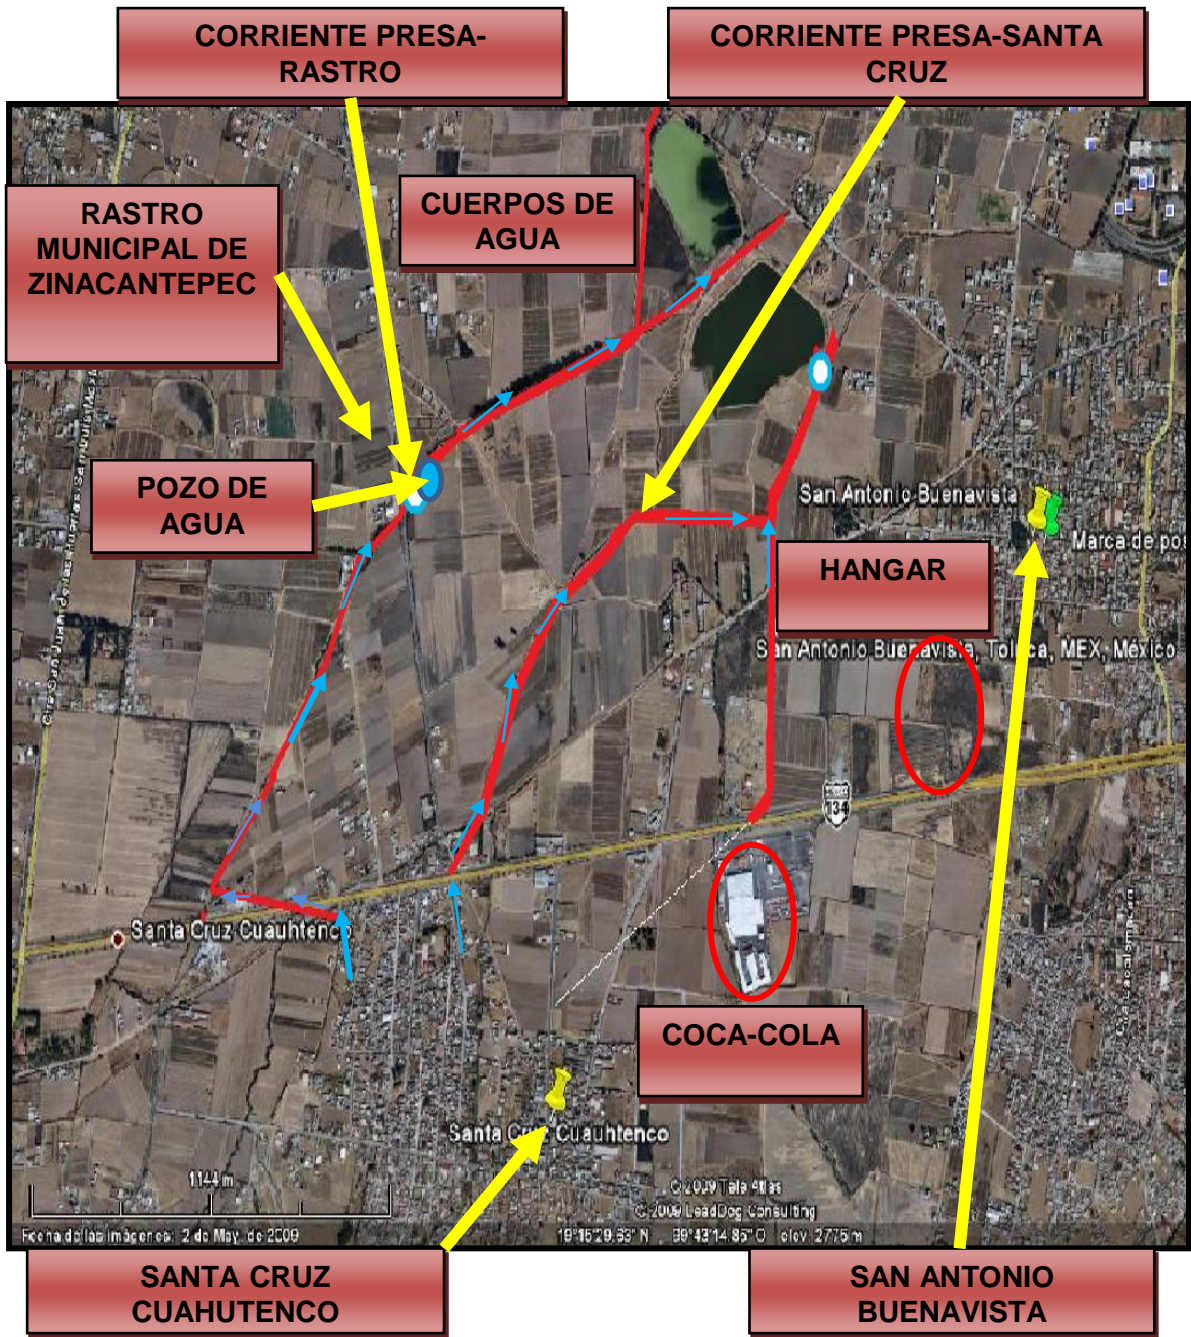 CORRIENTE PRESA-
RASTRO
CORRIENTE PRESA-SANTA
CRUZ
RASTRO
MUNICIPAL DE
ZINACANTEPEC
CUERPOS DE
AGUA
POZO DE
AGUA
San Antonio Buenavista
Marca de pos
HANGAR
San Antonio Buenavista, Toluca, MEX, México
134
Santa Cruz Cuauhtenco
COCA-COLA
Santa Cruz Cuauhtenco
1144 m
© 2009 Tele Atlas
© 2009 LeadDog Consulting
Fecha de las imágenes: 2 de May. de 2009
19°15'29.63" N 99°43'14.85" O elev. 2775 m
SANTA CRUZ
CUAHUTENCO
SAN ANTONIO
BUENAVISTA